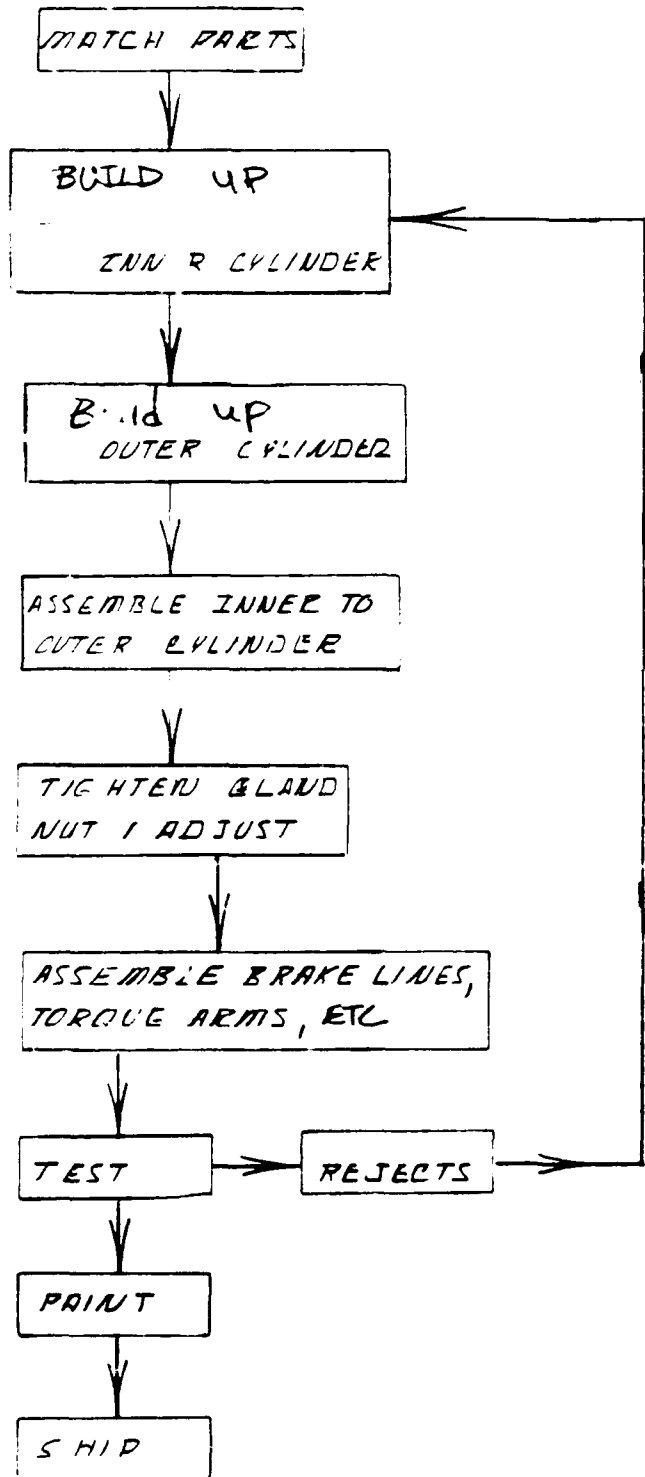 MATCH PARTS
BUILD UP
INN R CYLINDER
up
OUTER CYLINDER
ASSEMBLE INNER TO
OUTER CYLINDER
TIGHTEN GLAND
NUT & ADJUST
ASSEMBLE BRAKE LINES,
TORQUE ARMS, ETC
TEST
REJECTS
PAINT
SHIP